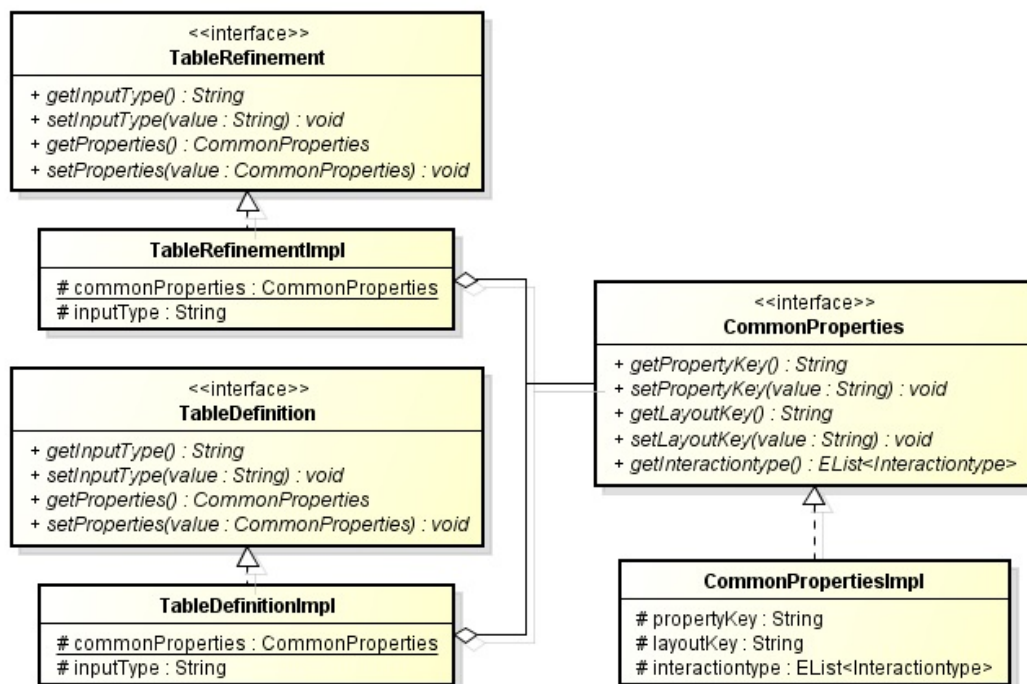 <<interface>>
TableRefinement
+ getInputType() : String
+ setInputType(value : String) : void
+ getProperties() : CommonProperties
+ setProperties(value : CommonProperties) : void
TableRefinementImpl
# commonProperties : CommonProperties
# inputType : String
<<interface>>
TableDefinition
+ getInputType() : String
+ setInputType(value : String) : void
+ getProperties() : CommonProperties
+ setProperties(value : CommonProperties) : void
TableDefinitionImpl
# commonProperties : CommonProperties
# inputType : String
<<interface>>
CommonProperties
+ getPropertyKey() : String
+ setPropertyKey(value : String) : void
+ getLayoutKey() : String
+ setLayoutKey(value : String) : void
+ getInteractiontype() : EList<Interactiontype>
CommonPropertiesImpl
# propertyKey : String
# layoutKey : String
# interactiontype : EList<Interactiontype>